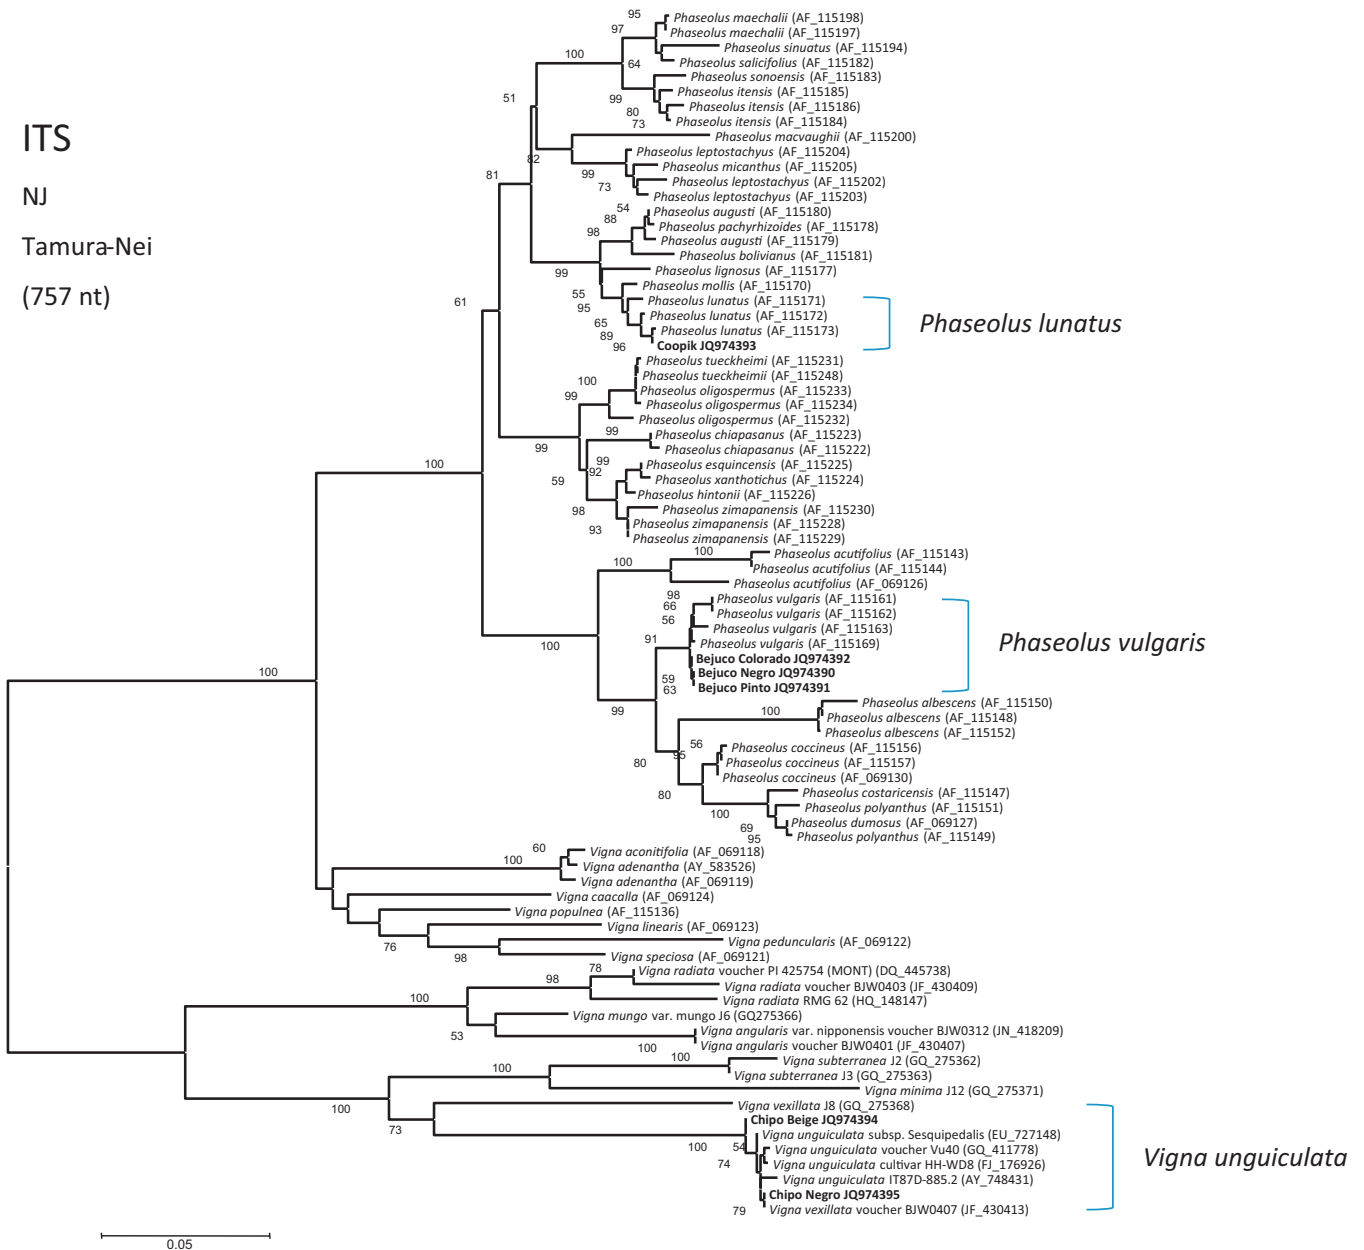 ITS
NJ
Tamura-Nei
(757 nt)
95
Phaseolus maechalii (AF_115198)
97
Phaseolus maechalii (AF_115197)
Phaseolus sinuatus (AF_115194)
100
64
Phaseolus salicifolius (AF_115182)
Phaseolus sonoensis (AF_115183)
Phaseolus itensis (AF_115185)
51
99
Phaseolus itensis (AF_115186)
80
73
Phaseolus itensis (AF_115184)
Phaseolus macvaughii (AF_115200)
Phaseolus leptostachyus (AF_115204)
82
Phaseolus micanthus (AF_115205)
81
99
Phaseolus leptostachyus (AF_115202)
73
Phaseolus leptostachyus (AF_115203)
54
Phaseolus augusti (AF_115180)
88
Phaseolus pachyrhizoides (AF_115178)
98
Phaseolus augusti (AF_115179)
Phaseolus bolivianus (AF_115181)
99
Phaseolus lignosus (AF_115177)
Phaseolus mollis (AF_115170)
55
61
95
Phaseolus lunatus (AF_115171)
Phaseolus lunatus (AF_115172)
65
Phaseolus lunatus (AF_115173)
89
96
Coopik JQ974393
Phaseolus lunatus
Phaseolus tueckheimi (AF_115231)
100
Phaseolus tueckheimii (AF_115248)
99
Phaseolus oligospermus (AF_115233)
Phaseolus oligospermus (AF_115234)
Phaseolus oligospermus (AF_115232)
99
Phaseolus chiapasanus (AF_115223)
99
Phaseolus chiapasanus (AF_115222)
100
99
92
Phaseolus esquincensis (AF_115225)
59
Phaseolus xanthotichus (AF_115224)
Phaseolus hintonii (AF_115226)
98
Phaseolus zimapanensis (AF_115230)
93
Phaseolus zimapanensis (AF_115228)
Phaseolus zimapanensis (AF_115229)
100
Phaseolus acutifolius (AF_115143)
100
Phaseolus acutifolius (AF_115144)
Phaseolus acutifolius (AF_069126)
98
Phaseolus vulgaris (AF_115161)
66
Phaseolus vulgaris (AF_115162)
56
Phaseolus vulgaris (AF_115163)
100
91
Phaseolus vulgaris (AF_115169)
Bejuco Colorado JQ974392
Bejuco Negro JQ974390
59
63
Bejuco Pinto JQ974391
Phaseolus vulgaris
100
99
100
Phaseolus albescens (AF_115150)
Phaseolus albescens (AF_115148)
Phaseolus albescens (AF_115152)
56
95
Phaseolus coccineus (AF_115156)
80
Phaseolus coccineus (AF_115157)
Phaseolus coccineus (AF_069130)
80
Phaseolus costaricensis (AF_115147)
100
Phaseolus polyanthus (AF_115151)
69
Phaseolus dumosus (AF_069127)
95
Phaseolus polyanthus (AF_115149)
60
Vigna aconitifolia (AF_069118)
100
Vigna adenantha (AY_583526)
Vigna adenantha (AF_069119)
Vigna caacalla (AF_069124)
Vigna populnea (AF_115136)
Vigna linearis (AF_069123)
76
Vigna peduncularis (AF_069122)
98
Vigna speciosa (AF_069121)
78
Vigna radiata voucher PI 425754 (MONT) (DQ_445738)
98
Vigna radiata voucher BJW0403 (JF_430409)
100
Vigna radiata RMG 62 (HQ_148147)
Vigna mungo var. mungo J6 (GQ275366)
53
Vigna angularis var. nipponensis voucher BJW0312 (JN_418209)
100
Vigna angularis voucher BJW0401 (JF_430407)
100
Vigna subterranea J2 (GQ_275362)
100
Vigna subterranea J3 (GQ_275363)
Vigna minima J12 (GQ_275371)
100
Vigna vexillata J8 (GQ_275368)
73
Chipo Beige JQ974394
100
54
Vigna unguiculata subsp. Sesquipedalis (EU_727148)
Vigna unguiculata voucher Vu40 (GQ_411778)
74
Vigna unguiculata cultivar HH-WD8 (FJ_176926)
Vigna unguiculata IT87D-885.2 (AY_748431)
Chipo Negro JQ974395
79
Vigna vexillata voucher BJW0407 (JF_430413)
Vigna unguiculata
0.05